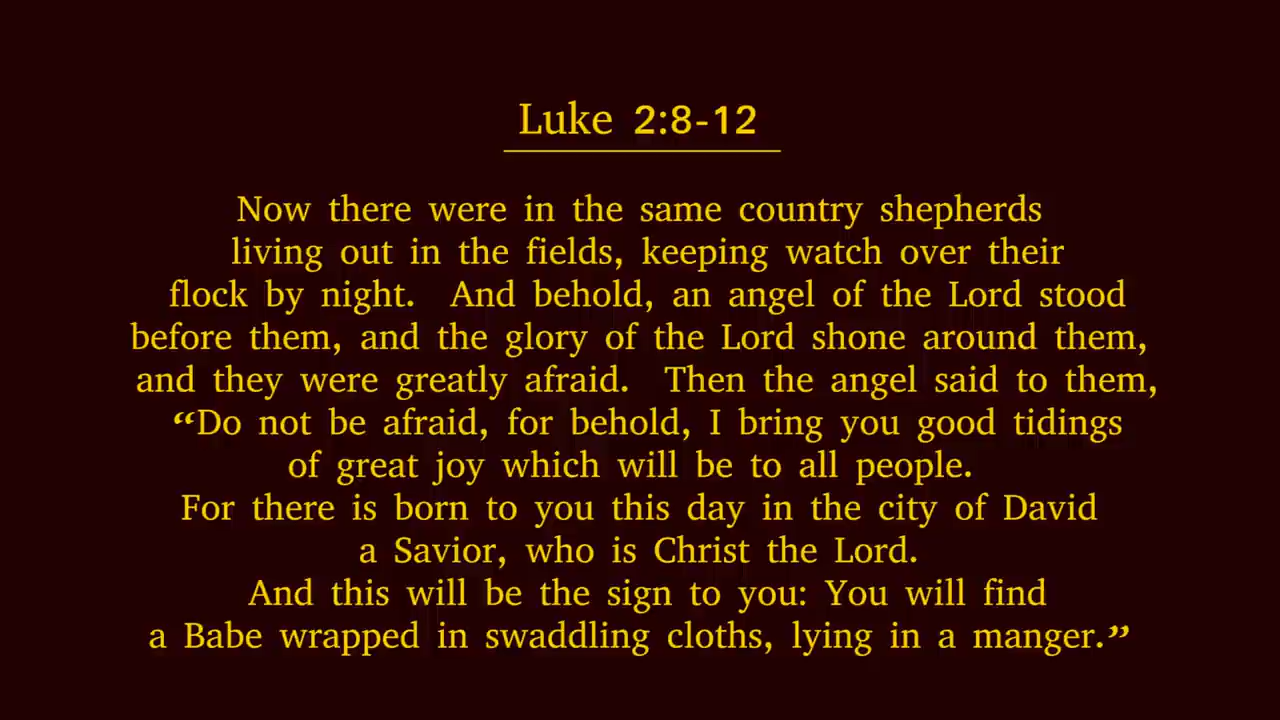 Luke 2:8-12
Now there were in the same country shepherds
living out in the fields, keeping watch over their
flock by night.  And behold, an angel of the Lord stood
before them, and the glory of the Lord shone around them,
and they were greatly afraid.  Then the angel said to them,
“Do not be afraid, for behold, I bring you good tidings
of great joy which will be to all people.
For there is born to you this day in the city of David
a Savior, who is Christ the Lord.
And this will be the sign to you: You will find
a Babe wrapped in swaddling cloths, lying in a manger.”